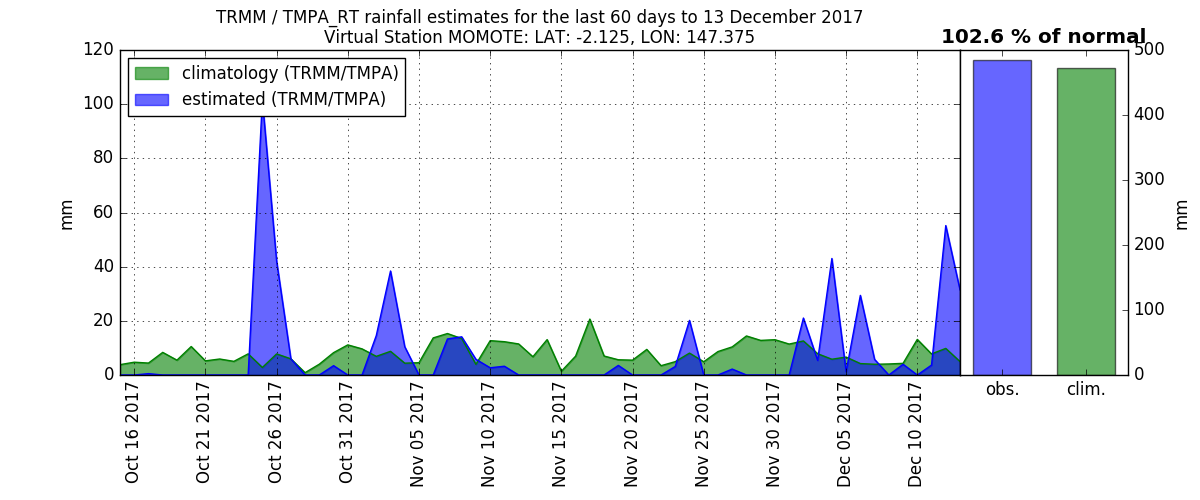 TRMM / TMPA_RT rainfall estimates for the last 60 days to 13 December 2017
Virtual Station MOMOTE: LAT: -2.125, LON: 147.375
102.6 % of normal
climatology (TRMM/TMPA)
estimated (TRMM/TMPA)
120
100
80
60
40
20
0
mm
Oct 16 2017
Oct 21 2017
Oct 26 2017
Oct 31 2017
Nov 05 2017
Nov 10 2017
Nov 15 2017
Nov 20 2017
Nov 25 2017
Nov 30 2017
Dec 05 2017
Dec 10 2017
500
400
300
200
100
0
mm
obs.
clim.